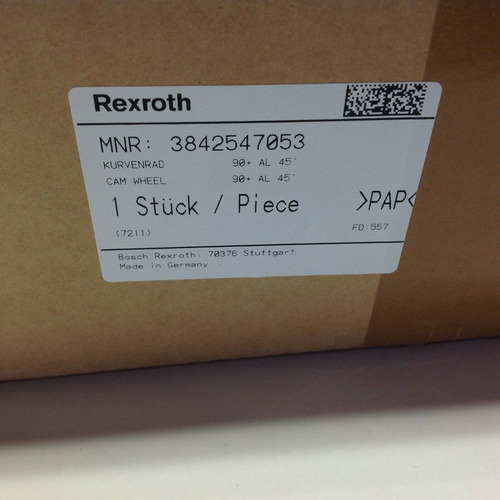 Rexroth
MNR: 3842547053
KURVENRAD 90+ AL 45°
CAM WHEEL 90+ AL 45°
1 Stück / Piece >PAP<
(7211) FD:557
Bosch Rexroth. 70376 Stuttgart
Made in Germany